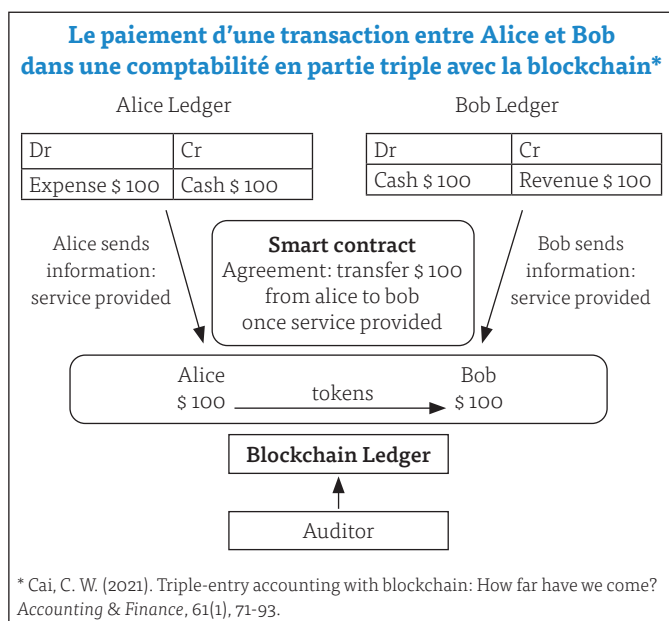 Le paiement d’une transaction entre Alice et Bob
dans une comptabilité en partie triple avec la blockchain*
Alice Ledger
Bob Ledger
Dr Cr
Expense $ 100 Cash $ 100
Dr Cr
Cash $ 100 Revenue $ 100
Alice sends
information:
service provided
Smart contract
Agreement: transfer $ 100
from alice to bob
once service provided
Bob sends
information:
service provided
Alice
$ 100
tokens
Bob
$ 100
Blockchain Ledger
Auditor
* Cai, C. W. (2021). Triple-entry accounting with blockchain: How far have we come?
Accounting & Finance, 61(1), 71-93.